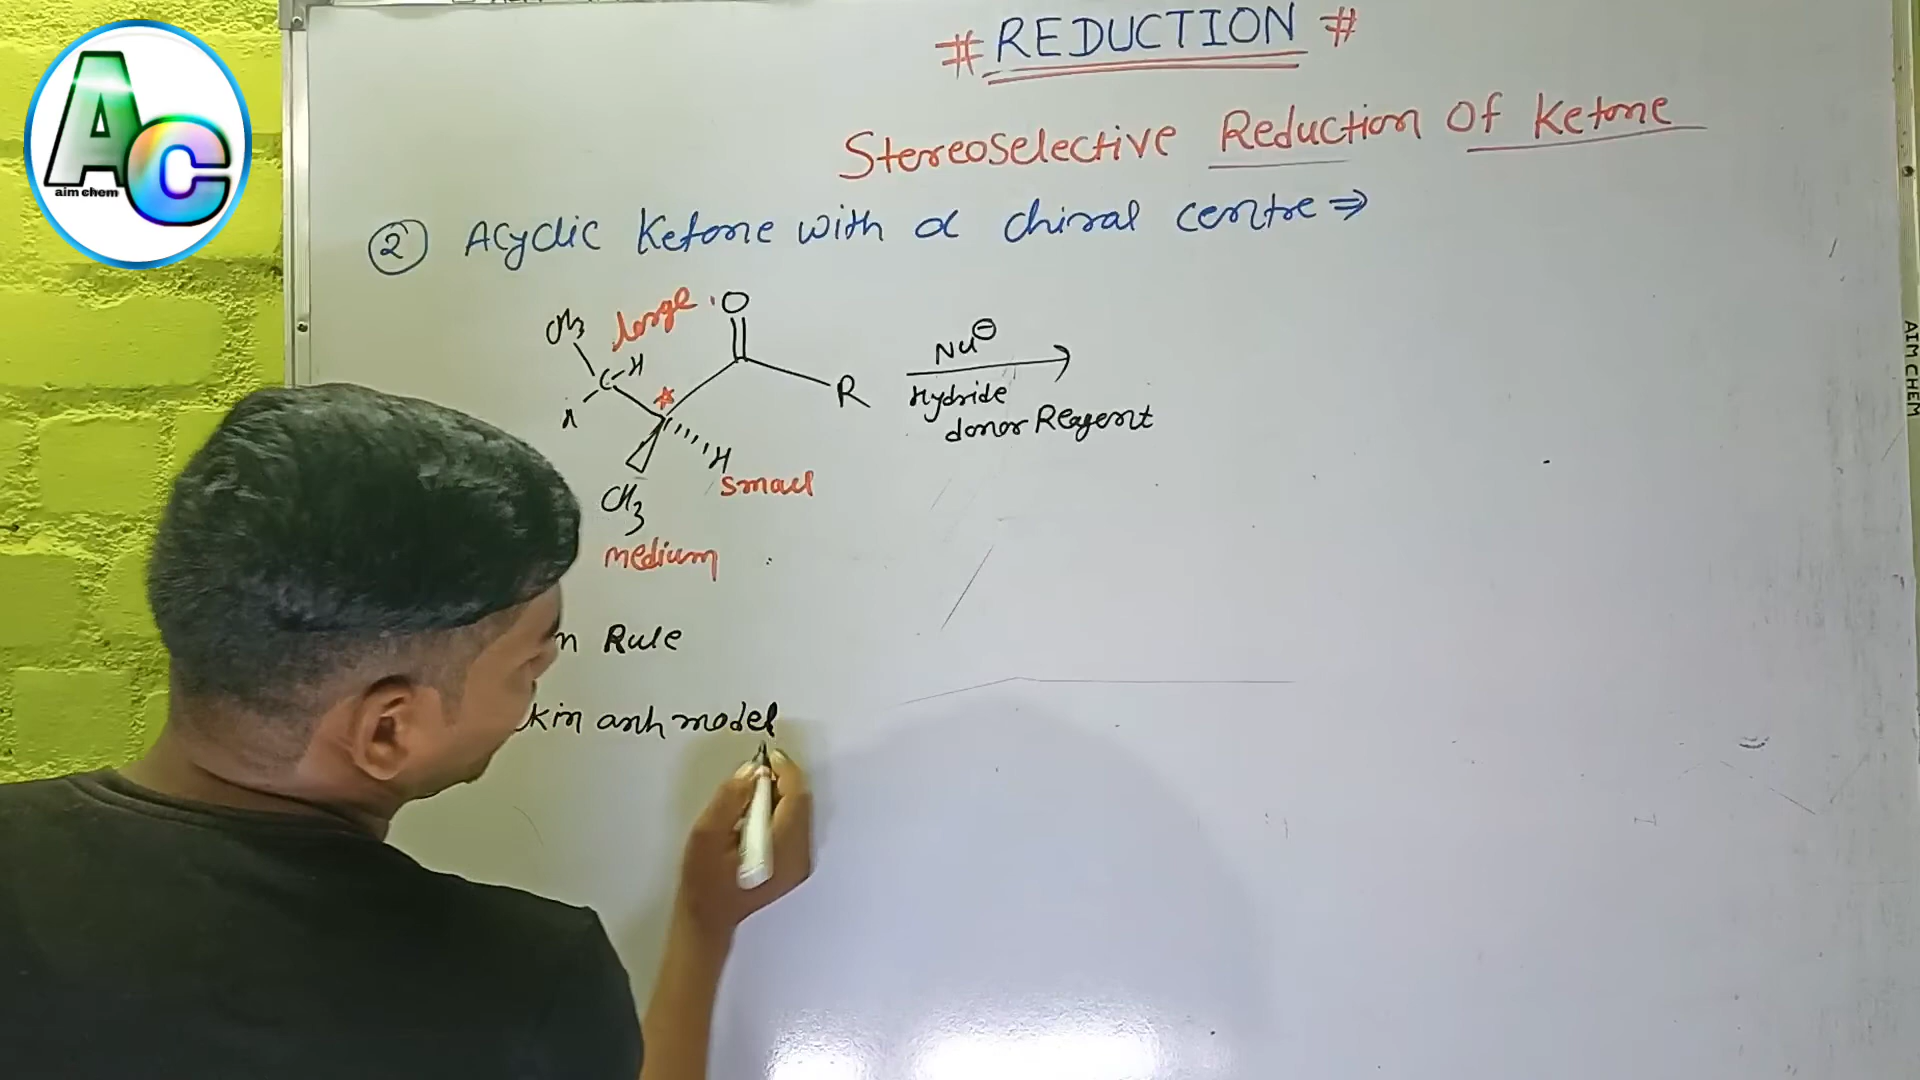 AC
aim chem
# REDUCTION #
Stereoselective Reduction Of Ketone
② Acyclic Ketone with α chiral centre ⇒
CH3
large
O
C-H
R
Nu⊖
Hydride
donor Reagent
H
small
CH3
medium
Rule
anh model
AIM CHEM